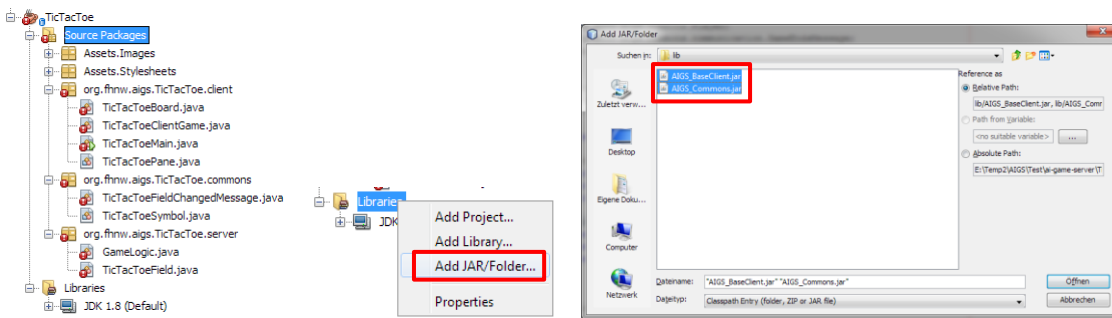 TicTacToe
Source Packages
Assets.Images
Assets.Stylesheets
org.fhnw.aigs.TicTacToe.client
TicTacToeBoard.java
TicTacToeClientGame.java
TicTacToeMain.java
TicTacToePane.java
org.fhnw.aigs.TicTacToe.commons
TicTacToeFieldChangedMessage.java
TicTacToeSymbol.java
org.fhnw.aigs.TicTacToe.server
GameLogic.java
TicTacToeField.java
Libraries
JDK 1.8 (Default)
Libraries
JDK
Add Project...
Add Library...
Add JAR/Folder...
Properties
Add JAR/Folder
Suchen in: lib
AIGS_BaseClient.jar
AIGS_Commons.jar
Zuletzt verw...
Desktop
Eigene Doku...
Computer
Netzwerk
Reference as
Relative Path:
lib/AIGS_BaseClient.jar, lib/AIGS_Comr
Path from Variable:
<no suitable variable> ...
Absolute Path:
E:\Temp2\AIGS\Test\ai-game-server\T
Dateiname: "AIGS_BaseClient.jar" "AIGS_Commons.jar"
Dateityp: Classpath Entry (folder, ZIP or JAR file)
Öffnen
Abbrechen